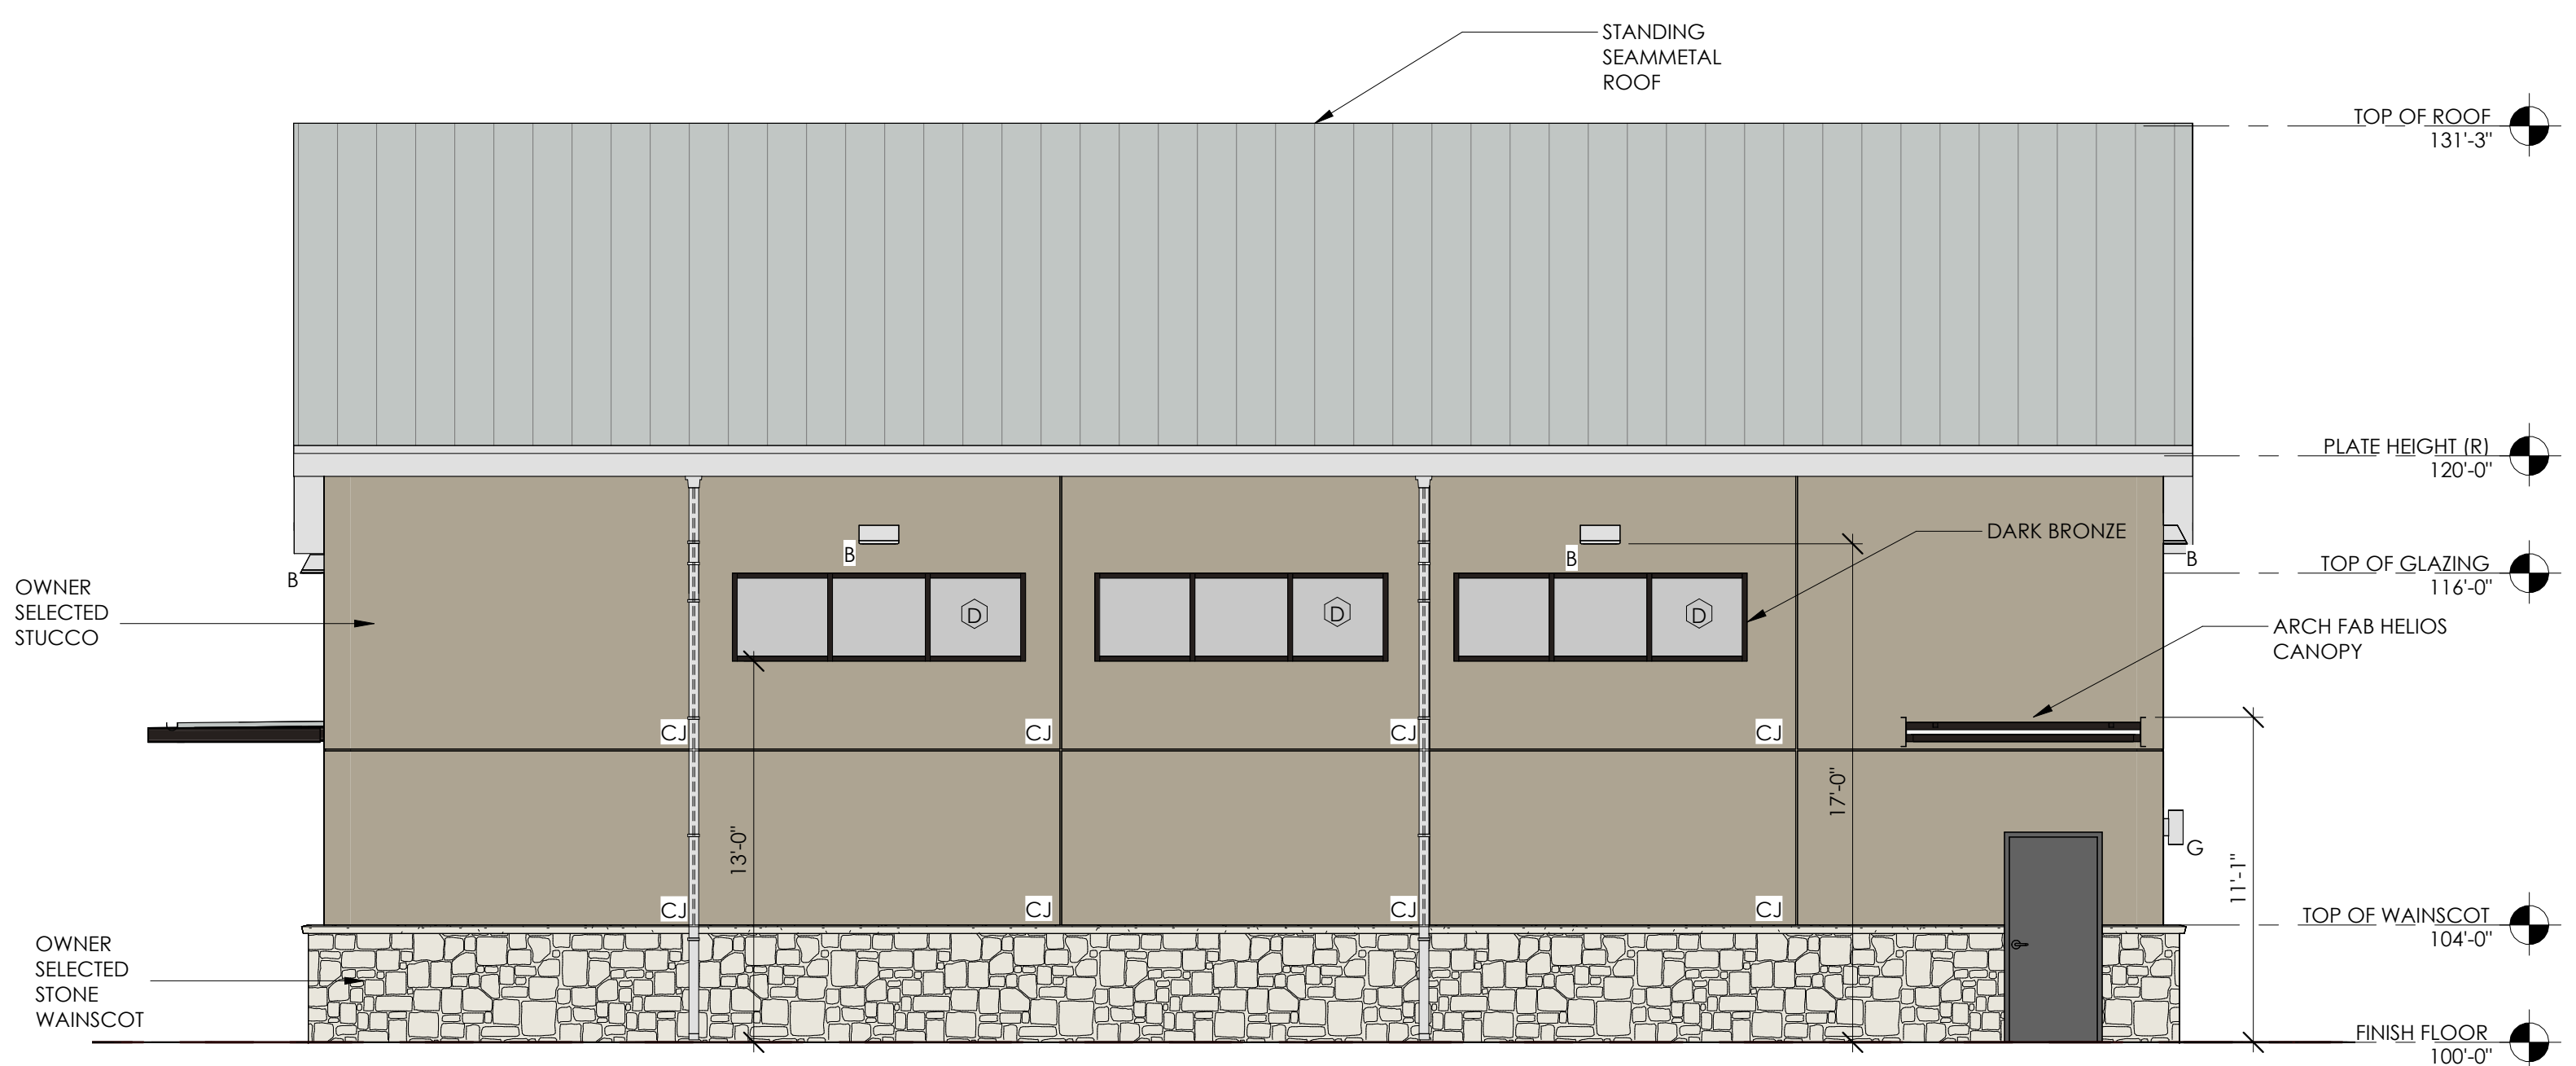 STANDING
SEAMMETAL
ROOF
TOP OF ROOF
131'-3"
PLATE HEIGHT (R)
120'-0"
DARK BRONZE
B
B
B
B
TOP OF GLAZING
116'-0"
OWNER
SELECTED
STUCCO
D
D
D
ARCH FAB HELIOS
CANOPY
CJ
CJ
CJ
CJ
17'-0"
13'-0"
G
11'-1"
CJ
CJ
CJ
CJ
TOP OF WAINSCOT
104'-0"
OWNER
SELECTED
STONE
WAINSCOT
FINISH FLOOR
100'-0"